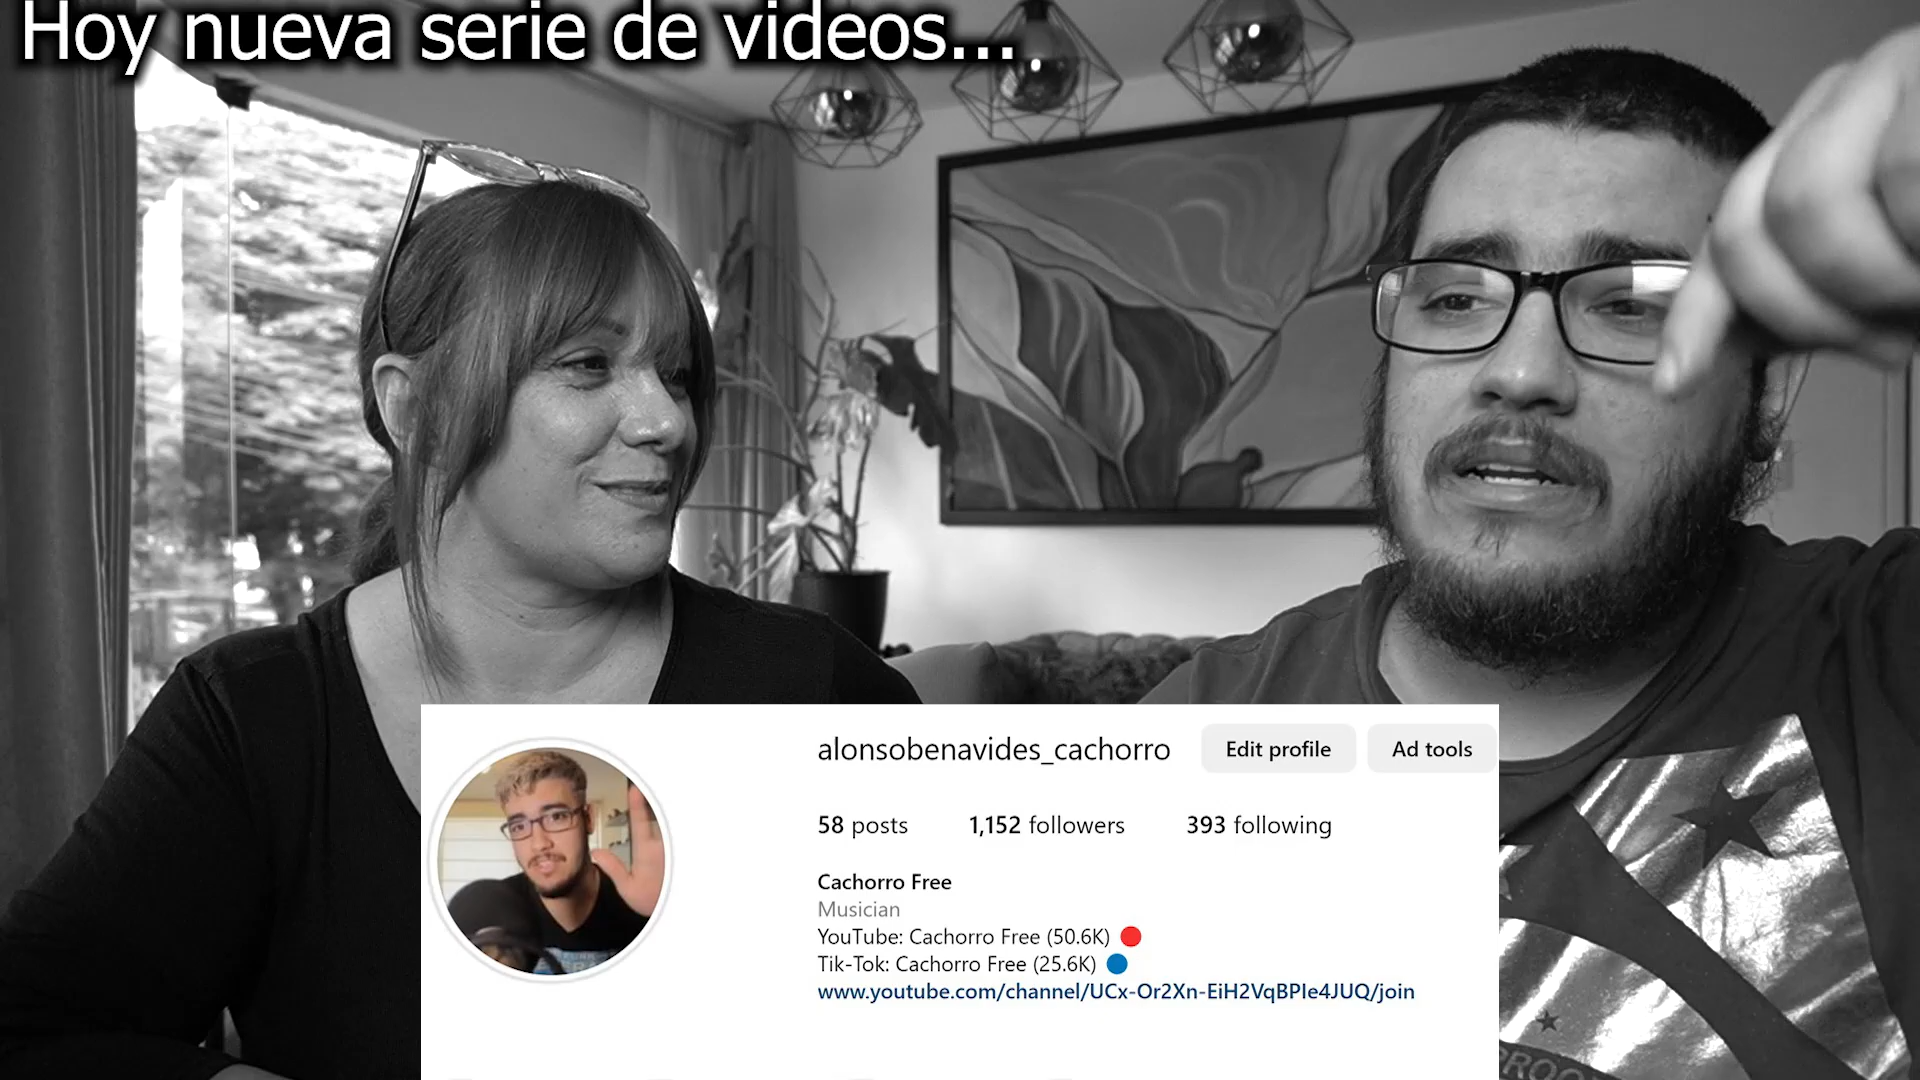 Hoy nueva serie de videos...
alonsobenavides_cachorro Edit profile Ad tools
58 posts 1,152 followers 393 following
Cachorro Free
Musician
YouTube: Cachorro Free (50.6K) 🔴
Tik-Tok: Cachorro Free (25.6K) 🔵
www.youtube.com/channel/UCx-Or2Xn-EiH2VqBPIe4JUQ/join